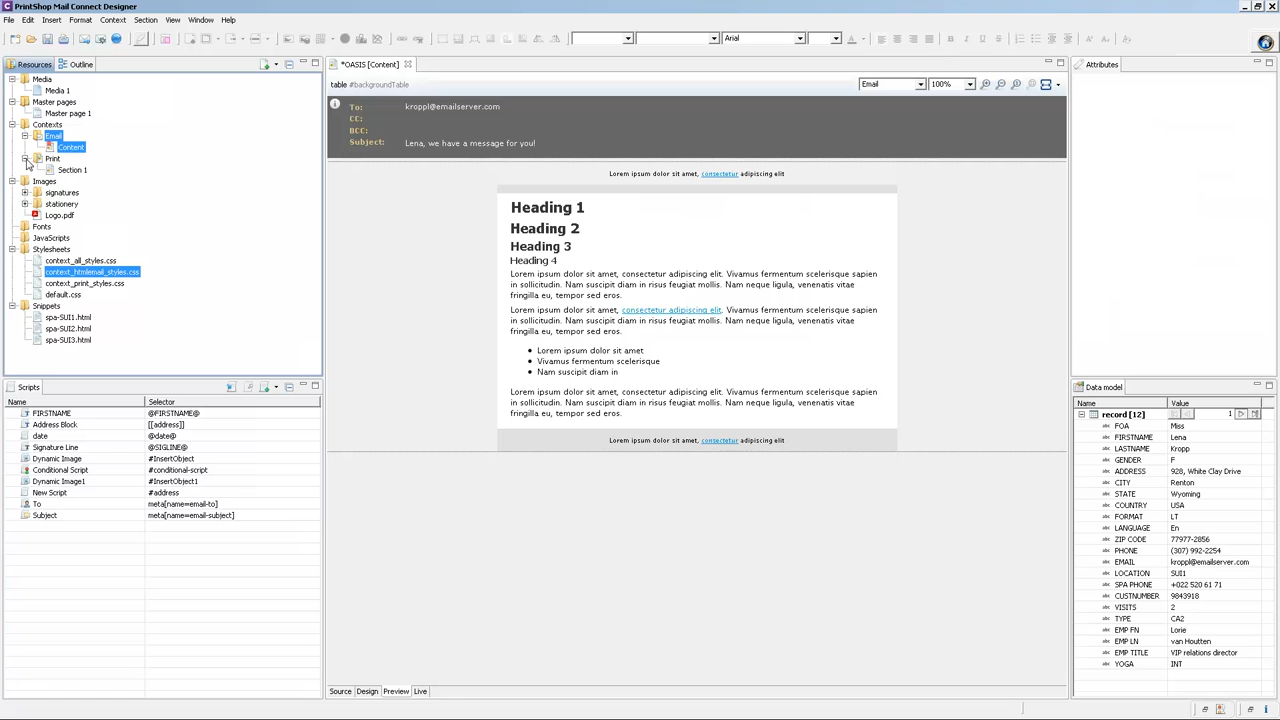 PrintShop Mail Connect Designer
File Edit Insert Format Context Section View Window Help
Arial
Resources Outline
Media
Media 1
Master pages
Master page 1
Contexts
Email
Content
Print
Section 1
Images
signatures
stationery
Logo.pdf
Fonts
JavaScripts
Stylesheets
context_all_styles.css
context_htmlemail_styles.css
context_print_styles.css
default.css
Snippets
spa-SUI1.html
spa-SUI2.html
spa-SUI3.html
Scripts
Name Selector
FIRSTNAME @FIRSTNAME@
Address Block [[address]]
date @date@
Signature Line @SIGLINE@
Dynamic Image #InsertObject
Conditional Script #conditional-script
Dynamic Image1 #InsertObject1
New Script #address
To meta[name=email-to]
Subject meta[name=email-subject]
*OASIS [Content]
table #backgroundTable Email 100%
To: kroppl@emailserver.com
CC:
BCC:
Subject: Lena, we have a message for you!
Lorem ipsum dolor sit amet, consectetur adipiscing elit
Heading 1
Heading 2
Heading 3
Heading 4
Lorem ipsum dolor sit amet, consectetur adipiscing elit. Vivamus fermentum scelerisque sapien
in sollicitudin. Nam suscipit diam in risus feugiat mollis. Nam neque ligula, venenatis vitae
fringilla eu, tempor sed eros.
Lorem ipsum dolor sit amet, consectetur adipiscing elit. Vivamus fermentum scelerisque sapien
in sollicitudin. Nam suscipit diam in risus feugiat mollis. Nam neque ligula, venenatis vitae
fringilla eu, tempor sed eros.
• Lorem ipsum dolor sit amet
• Vivamus fermentum scelerisque
• Nam suscipit diam in
Lorem ipsum dolor sit amet, consectetur adipiscing elit. Vivamus fermentum scelerisque sapien
in sollicitudin. Nam suscipit diam in risus feugiat mollis. Nam neque ligula, venenatis vitae
fringilla eu, tempor sed eros.
Lorem ipsum dolor sit amet, consectetur adipiscing elit
Source Design Preview Live
Attributes
Data model
Name Value
record [12] 1
FOA Miss
FIRSTNAME Lena
LASTNAME Kropp
GENDER F
ADDRESS 928, White Clay Drive
CITY Renton
STATE Wyoming
COUNTRY USA
FORMAT LT
LANGUAGE En
ZIP CODE 77977-2856
PHONE (307) 992-2254
EMAIL kroppl@emailserver.com
LOCATION SUI1
SPA PHONE +022 520 61 71
CUSTNUMBER 9843918
VISITS 2
TYPE CA2
EMP FN Lorie
EMP LN van Houtten
EMP TITLE VIP relations director
YOGA INT